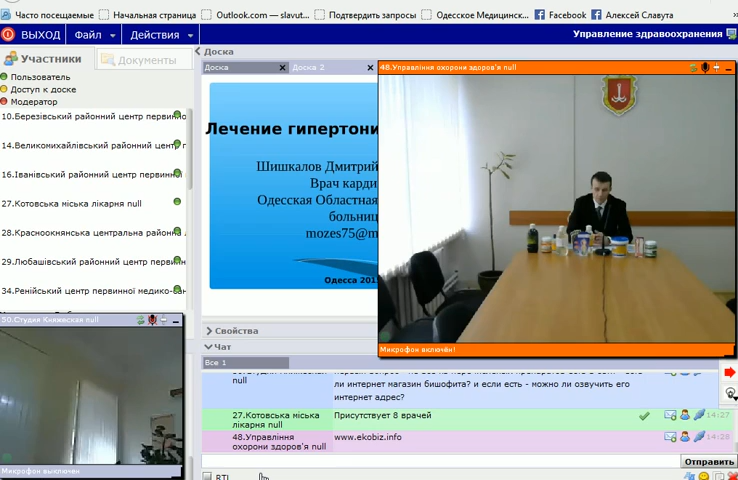 Часто посещаемые
Начальная страница
Outlook.com — slavut...
Подтвердить запросы
Одесское Медицинск...
Facebook
Алексей Славута
ВЫХОД
Файл
Действия
Управление здравоохранения
Участники
Документы
Пользователь
Доступ к доске
Модератор
10.Березівський районний центр первинно
14.Великомихайлівський районний центр
16.Іванівський районний центр первинної
27.Котовська міська лікарня null
28.Красноокнянська центральна районна
29.Любашівський районний центр первинн
34.Ренійський центр первинної медико-сан
50.Студия Княжеская null
Микрофон выключен
Доска
Доска
Доска 2
Лечение гипертони
Шишкалов Дмитрий
Врач карди
Одесская Областная
больниц
mozes75@m
Одесса 201
48.Управління охорони здоров'я null
Микрофон включён!
Свойства
Чат
Все 1
null
ли интернет магазин бишофита? и если есть - можно ли озвучить его
интернет адрес?
27.Котовська міська
лікарня null
Присутствует 8 врачей
14:27
48.Управління
охорони здоров'я null
www.ekobiz.info
14:28
Отправить
RTL